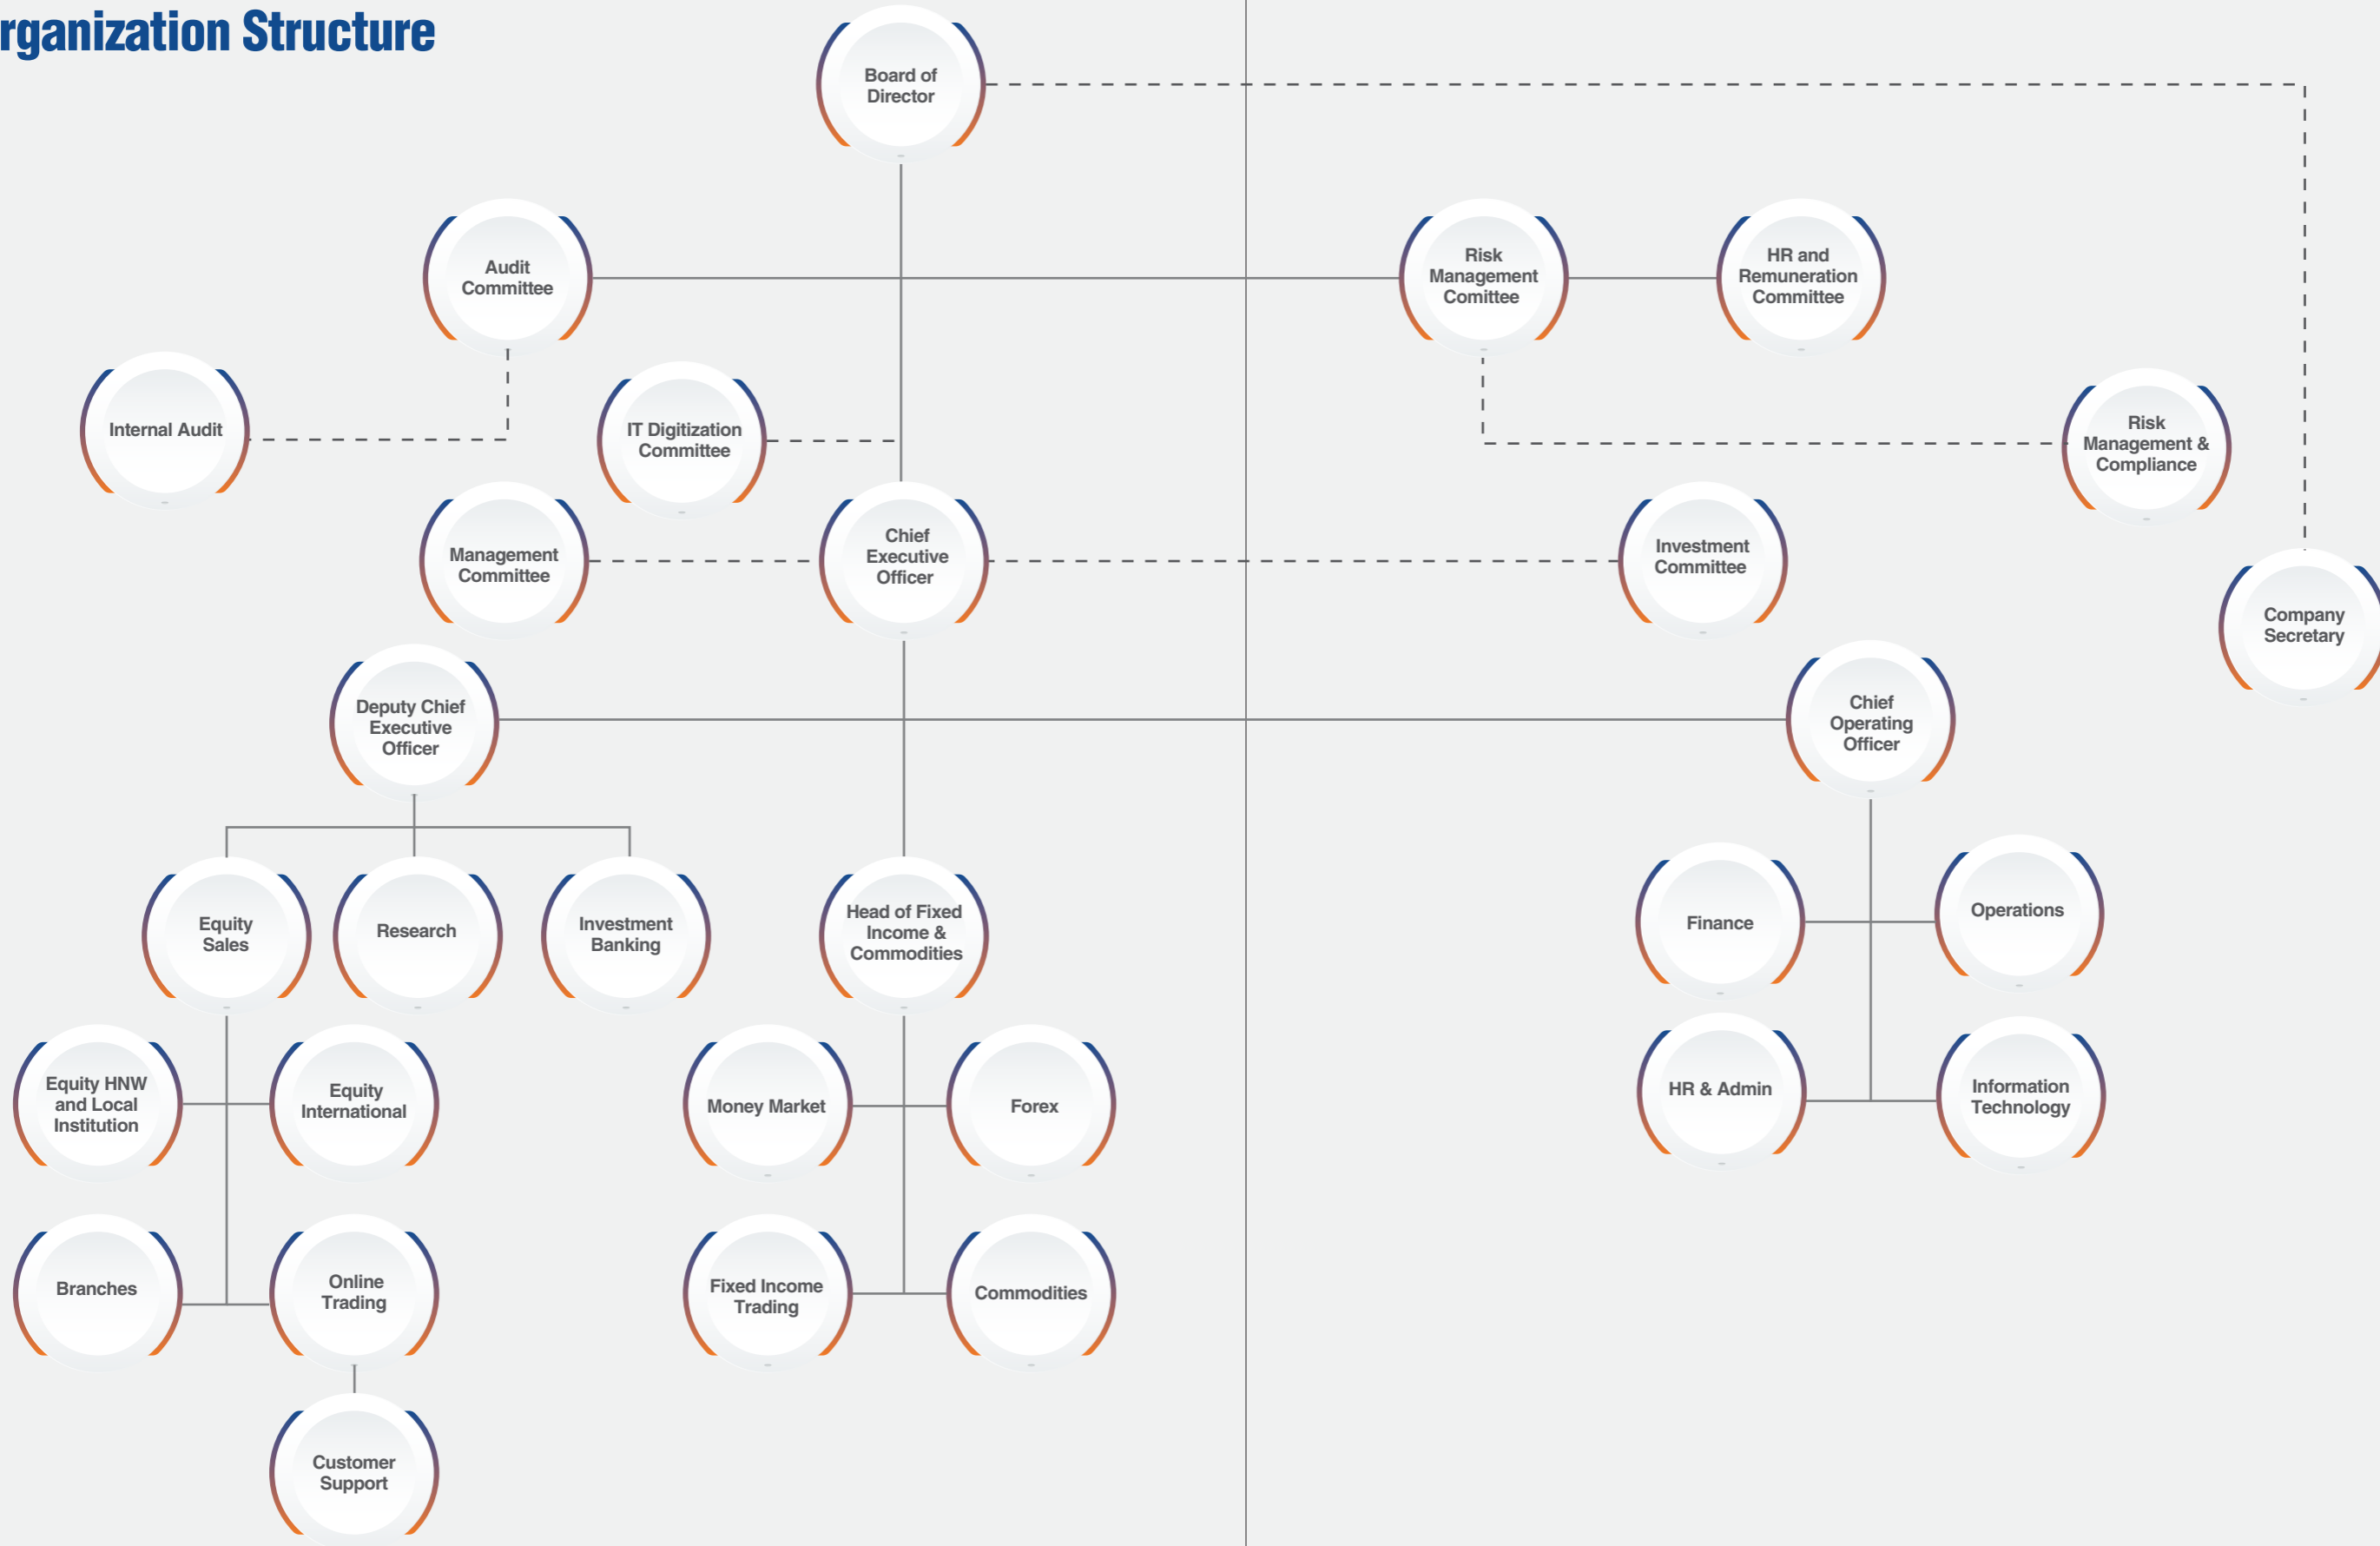 rganization Structure
Board of
Director
Audit
Committee
Risk
Management
Comittee
HR and
Remuneration
Committee
Internal Audit
IT Digitization
Committee
Risk
Management &
Compliance
Management
Committee
Chief
Executive
Officer
Investment
Committee
Company
Secretary
Deputy Chief
Executive
Officer
Chief
Operating
Officer
Equity
Sales
Research
Investment
Banking
Head of Fixed
Income &
Commodities
Finance
Operations
Equity HNW
and Local
Institution
Equity
International
Money Market
Forex
HR & Admin
Information
Technology
Branches
Online
Trading
Fixed Income
Trading
Commodities
Customer
Support